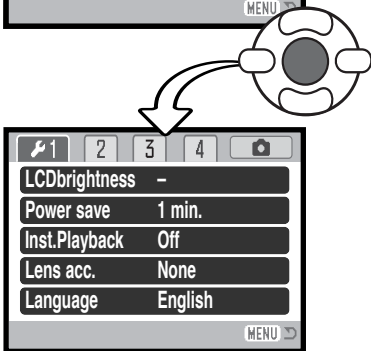 MENU
1 2 3 4
LCDbrightness –
Power save 1 min.
Inst.Playback Off
Lens acc. None
Language English
MENU